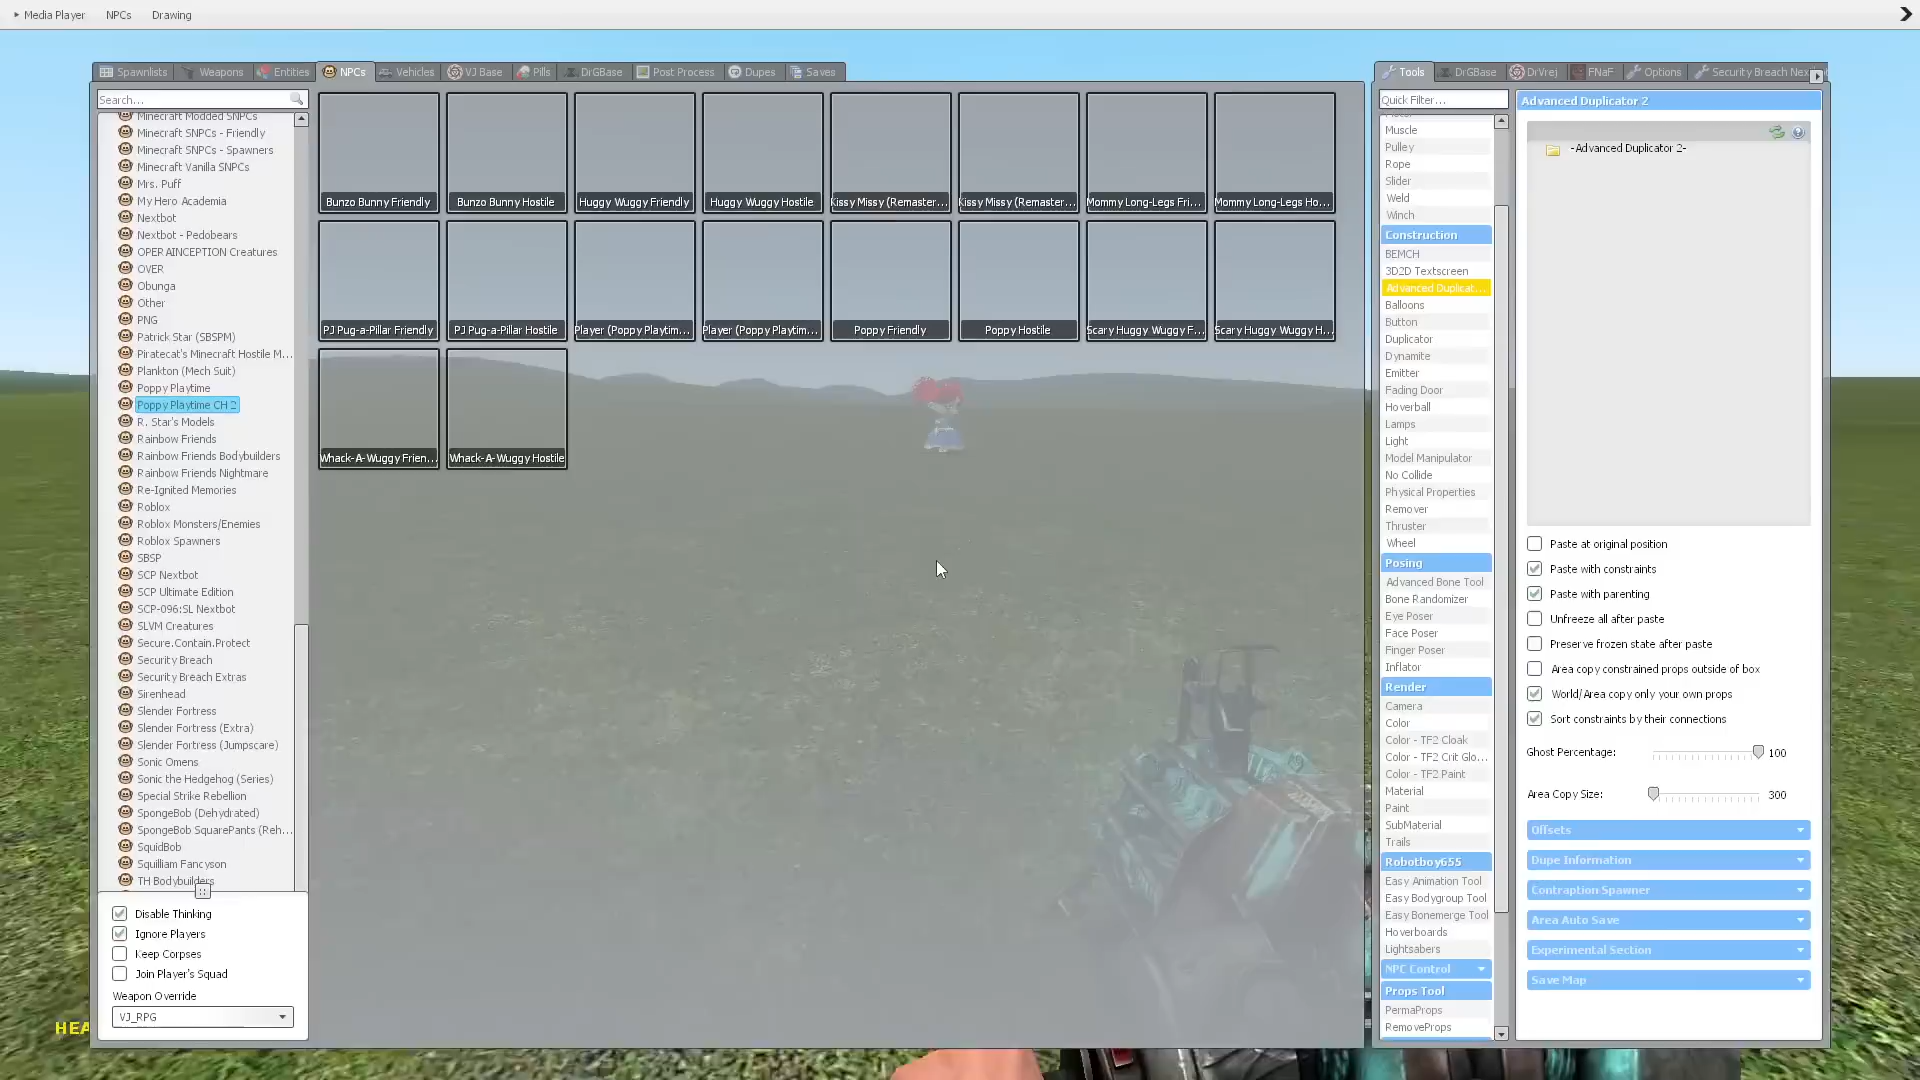 Media Player NPCs Drawing
Spawnlists Weapons Entities NPCs Vehicles VJ Base Pills DrGBase Post Process Dupes Saves
Search...
Minecraft Modded SNPCs
Minecraft SNPCs - Friendly
Minecraft SNPCs - Spawners
Minecraft Vanilla SNPCs
Mrs. Puff
My Hero Academia
Nextbot
Nextbot - Pedobears
OPERAINCEPTION Creatures
OVER
Obunga
Other
PNG
Patrick Star (SBSPM)
Piratecat's Minecraft Hostile M...
Plankton (Mech Suit)
Poppy Playtime
Poppy Playtime CH 2
R. Star's Models
Rainbow Friends
Rainbow Friends Bodybuilders
Rainbow Friends Nightmare
Re-Ignited Memories
Roblox
Roblox Monsters/Enemies
Roblox Spawners
SBSP
SCP Nextbot
SCP Ultimate Edition
SCP-096:SL Nextbot
SLVM Creatures
Secure.Contain.Protect
Security Breach
Security Breach Extras
Sirenhead
Slender Fortress
Slender Fortress (Extra)
Slender Fortress (Jumpscare)
Sonic Omens
Sonic the Hedgehog (Series)
Special Strike Rebellion
SpongeBob (Dehydrated)
SpongeBob SquarePants (Reh...
SquidBob
Squilliam Fancyson
TH Bodybuilders
Disable Thinking
Ignore Players
Keep Corpses
Join Player's Squad
Weapon Override
VJ_RPG
HEA
Bunzo Bunny Friendly Bunzo Bunny Hostile Huggy Wuggy Friendly Huggy Wuggy Hostile Kissy Missy (Remaster... Kissy Missy (Remaster... Mommy Long-Legs Fri... Mommy Long-Legs Ho...
PJ Pug-a-Pillar Friendly PJ Pug-a-Pillar Hostile Player (Poppy Playtim... Player (Poppy Playtim... Poppy Friendly Poppy Hostile Scary Huggy Wuggy F... Scary Huggy Wuggy H...
Whack-A-Wuggy Frien... Whack-A-Wuggy Hostile
Tools DrGBase DrVrej FNaF Options Security Breach Nex
Quick Filter...
Muscle
Pulley
Rope
Slider
Weld
Winch
Construction
BEMCH
3D2D Textscreen
Advanced Duplicat...
Balloons
Button
Duplicator
Dynamite
Emitter
Fading Door
Hoverball
Lamps
Light
Model Manipulator
No Collide
Physical Properties
Remover
Thruster
Wheel
Posing
Advanced Bone Tool
Bone Randomizer
Eye Poser
Face Poser
Finger Poser
Inflator
Render
Camera
Color
Color - TF2 Cloak
Color - TF2 Crit Glo...
Color - TF2 Paint
Material
Paint
SubMaterial
Trails
Robotboy655
Easy Animation Tool
Easy Bodygroup Tool
Easy Bonemerge Tool
Hoverboards
Lightsabers
NPC Control
Props Tool
PermaProps
RemoveProps
Advanced Duplicator 2
-Advanced Duplicator 2-
Paste at original position
Paste with constraints
Paste with parenting
Unfreeze all after paste
Preserve frozen state after paste
Area copy constrained props outside of box
World/Area copy only your own props
Sort constraints by their connections
Ghost Percentage: 100
Area Copy Size: 300
Offsets
Dupe Information
Contraption Spawner
Area Auto Save
Experimental Section
Save Map